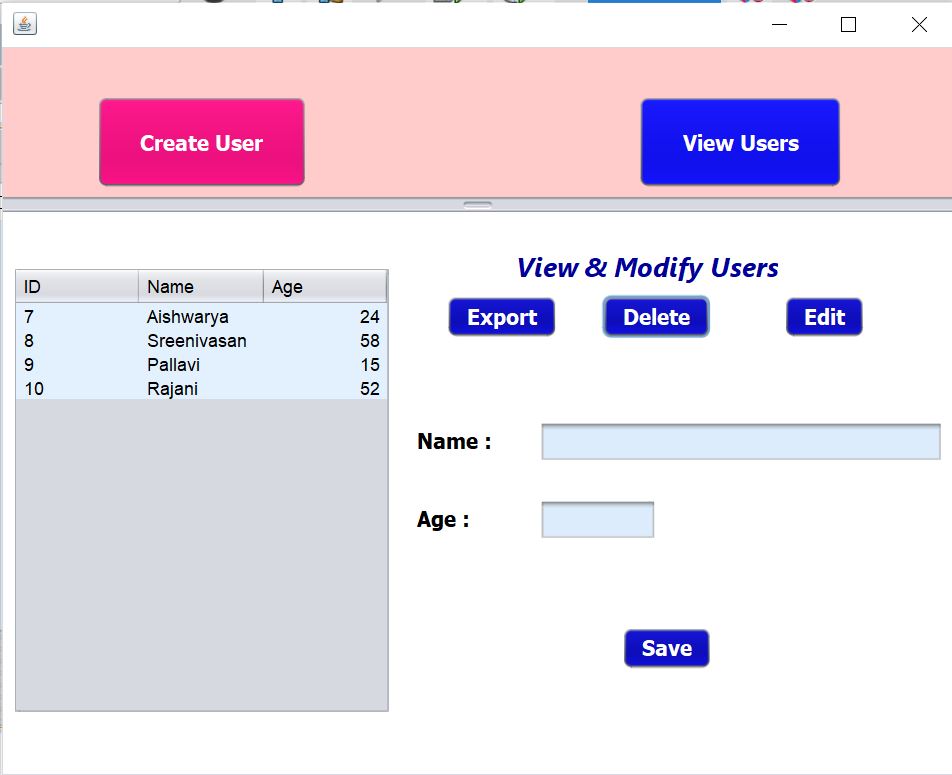 Create User
View Users
View & Modify Users
Export Delete Edit
ID Name Age
7 Aishwarya 24
8 Sreenivasan 58
9 Pallavi 15
10 Rajani 52
Name :
Age :
Save